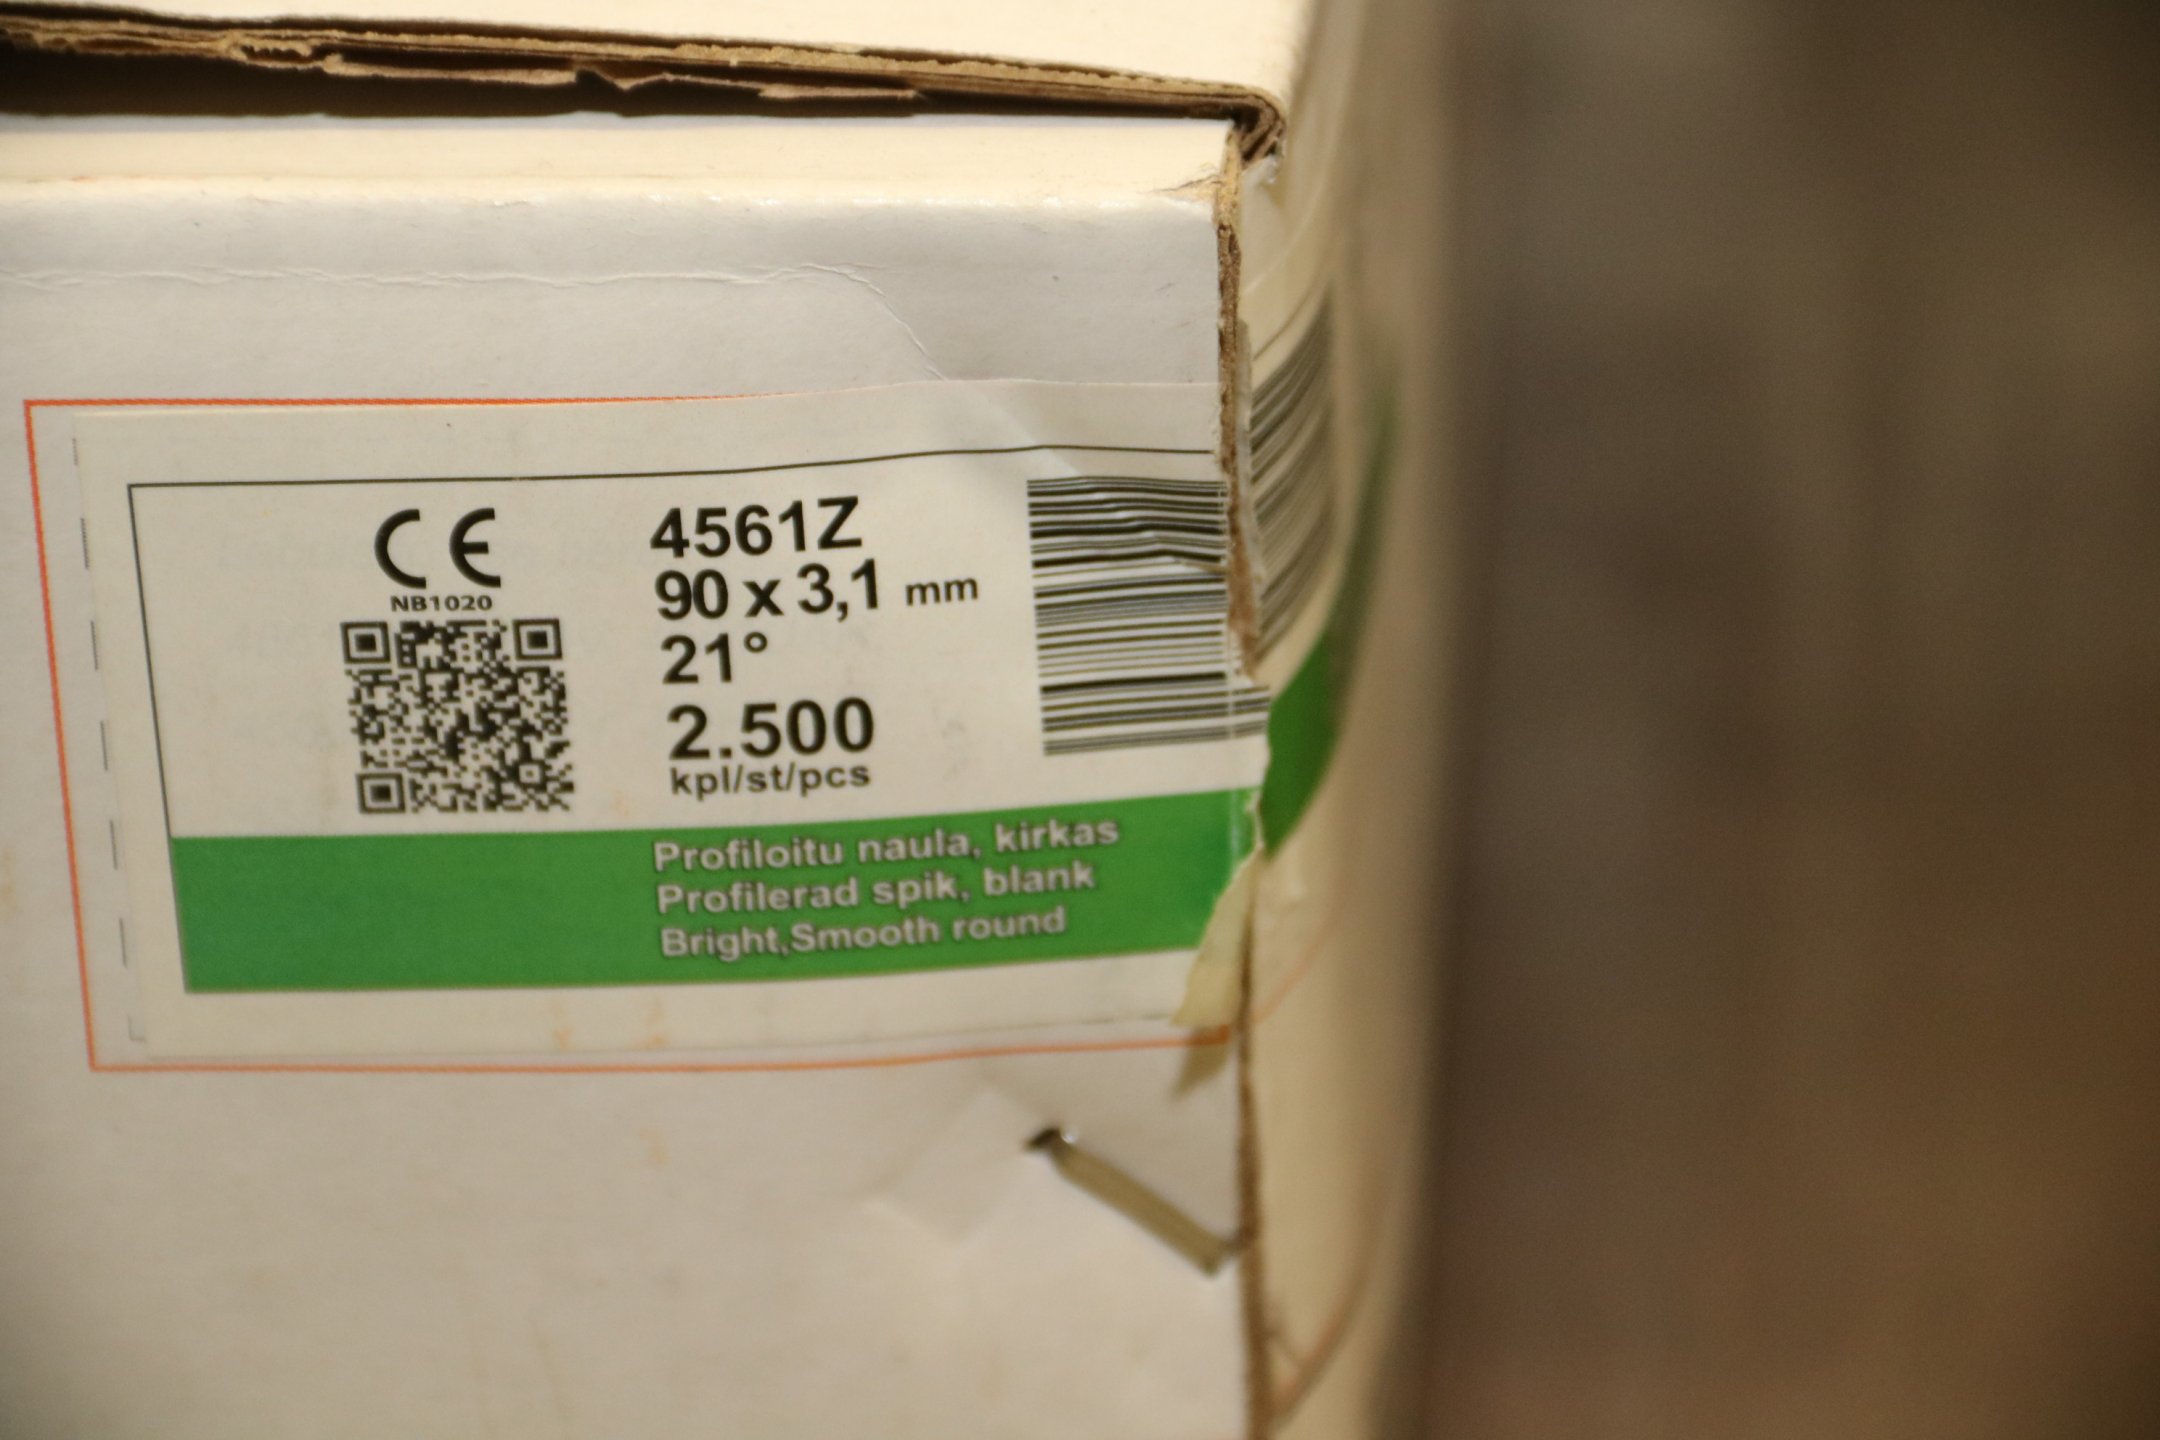 CE
NB1020
4561Z
90 x 3,1 mm
21°
2.500
kpl/st/pcs
Profiloitu naula, kirkas
Profilerad spik, blank
Bright,Smooth round